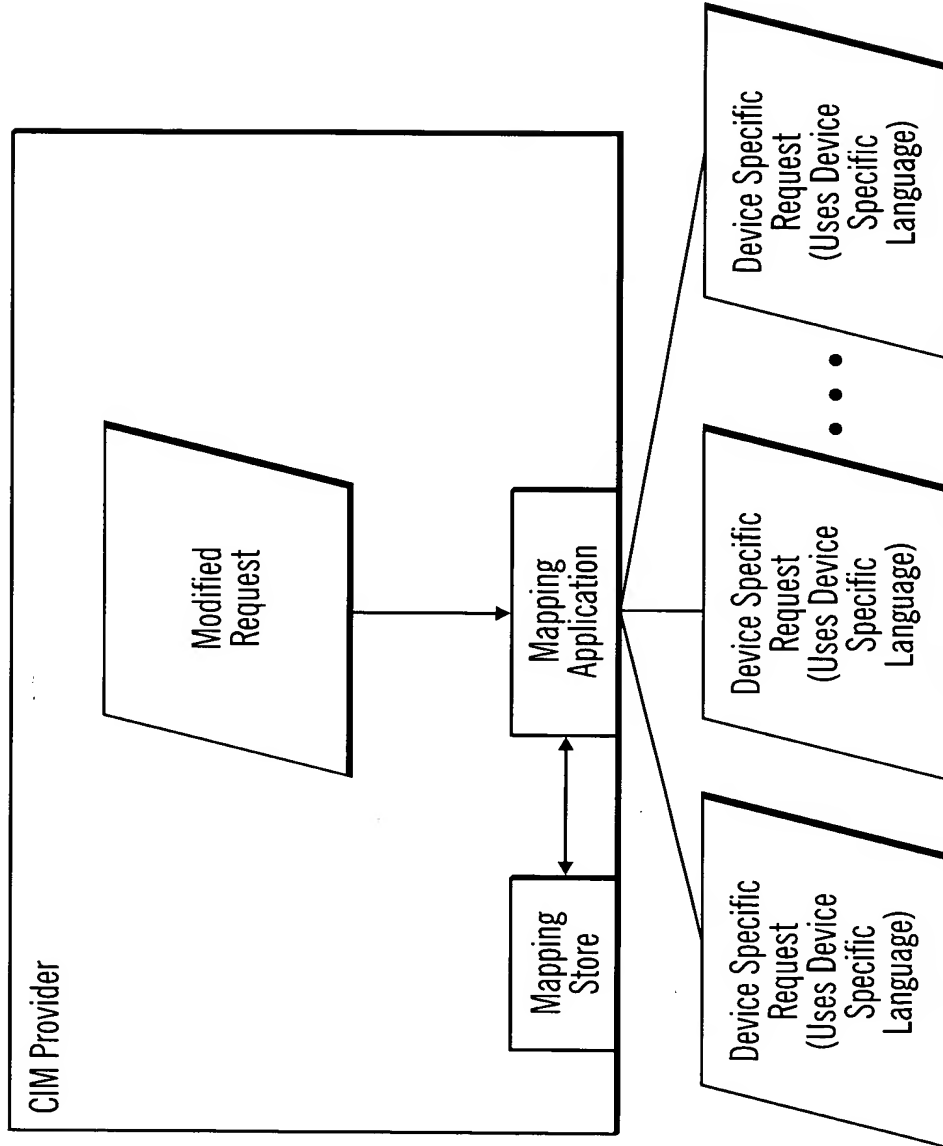 CIM Provider
Modified
Request
Mapping
Store
Mapping
Application
Device Specific
Request
(Uses Device
Specific
Language)
Device Specific
Request
(Uses Device
Specific
Language)
Device Specific
Request
(Uses Device
Specific
Language)